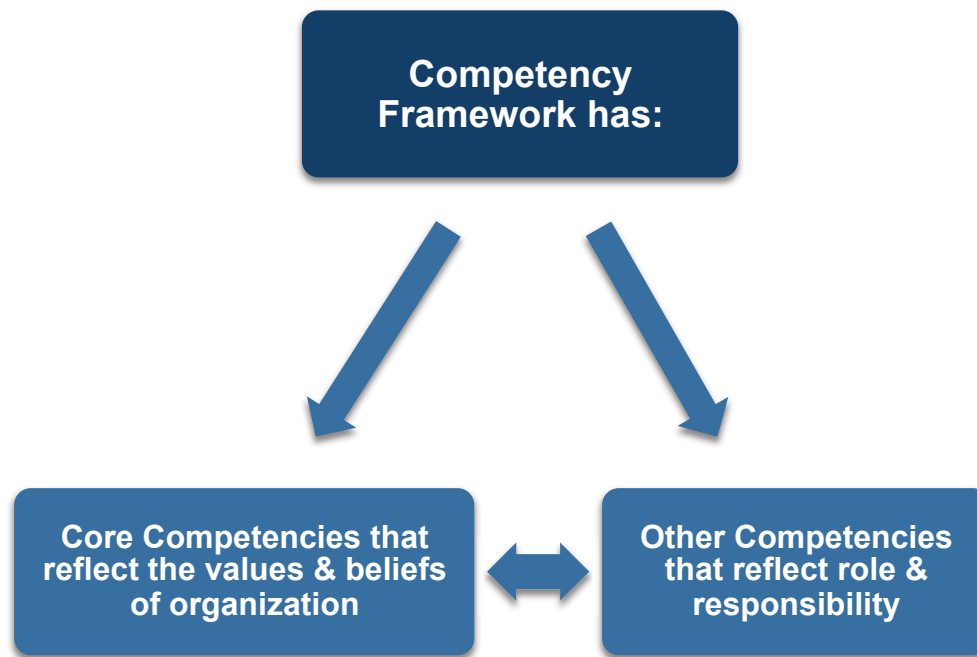 Competency
Framework has:
Core Competencies that
reflect the values & beliefs
of organization
Other Competencies
that reflect role &
responsibility